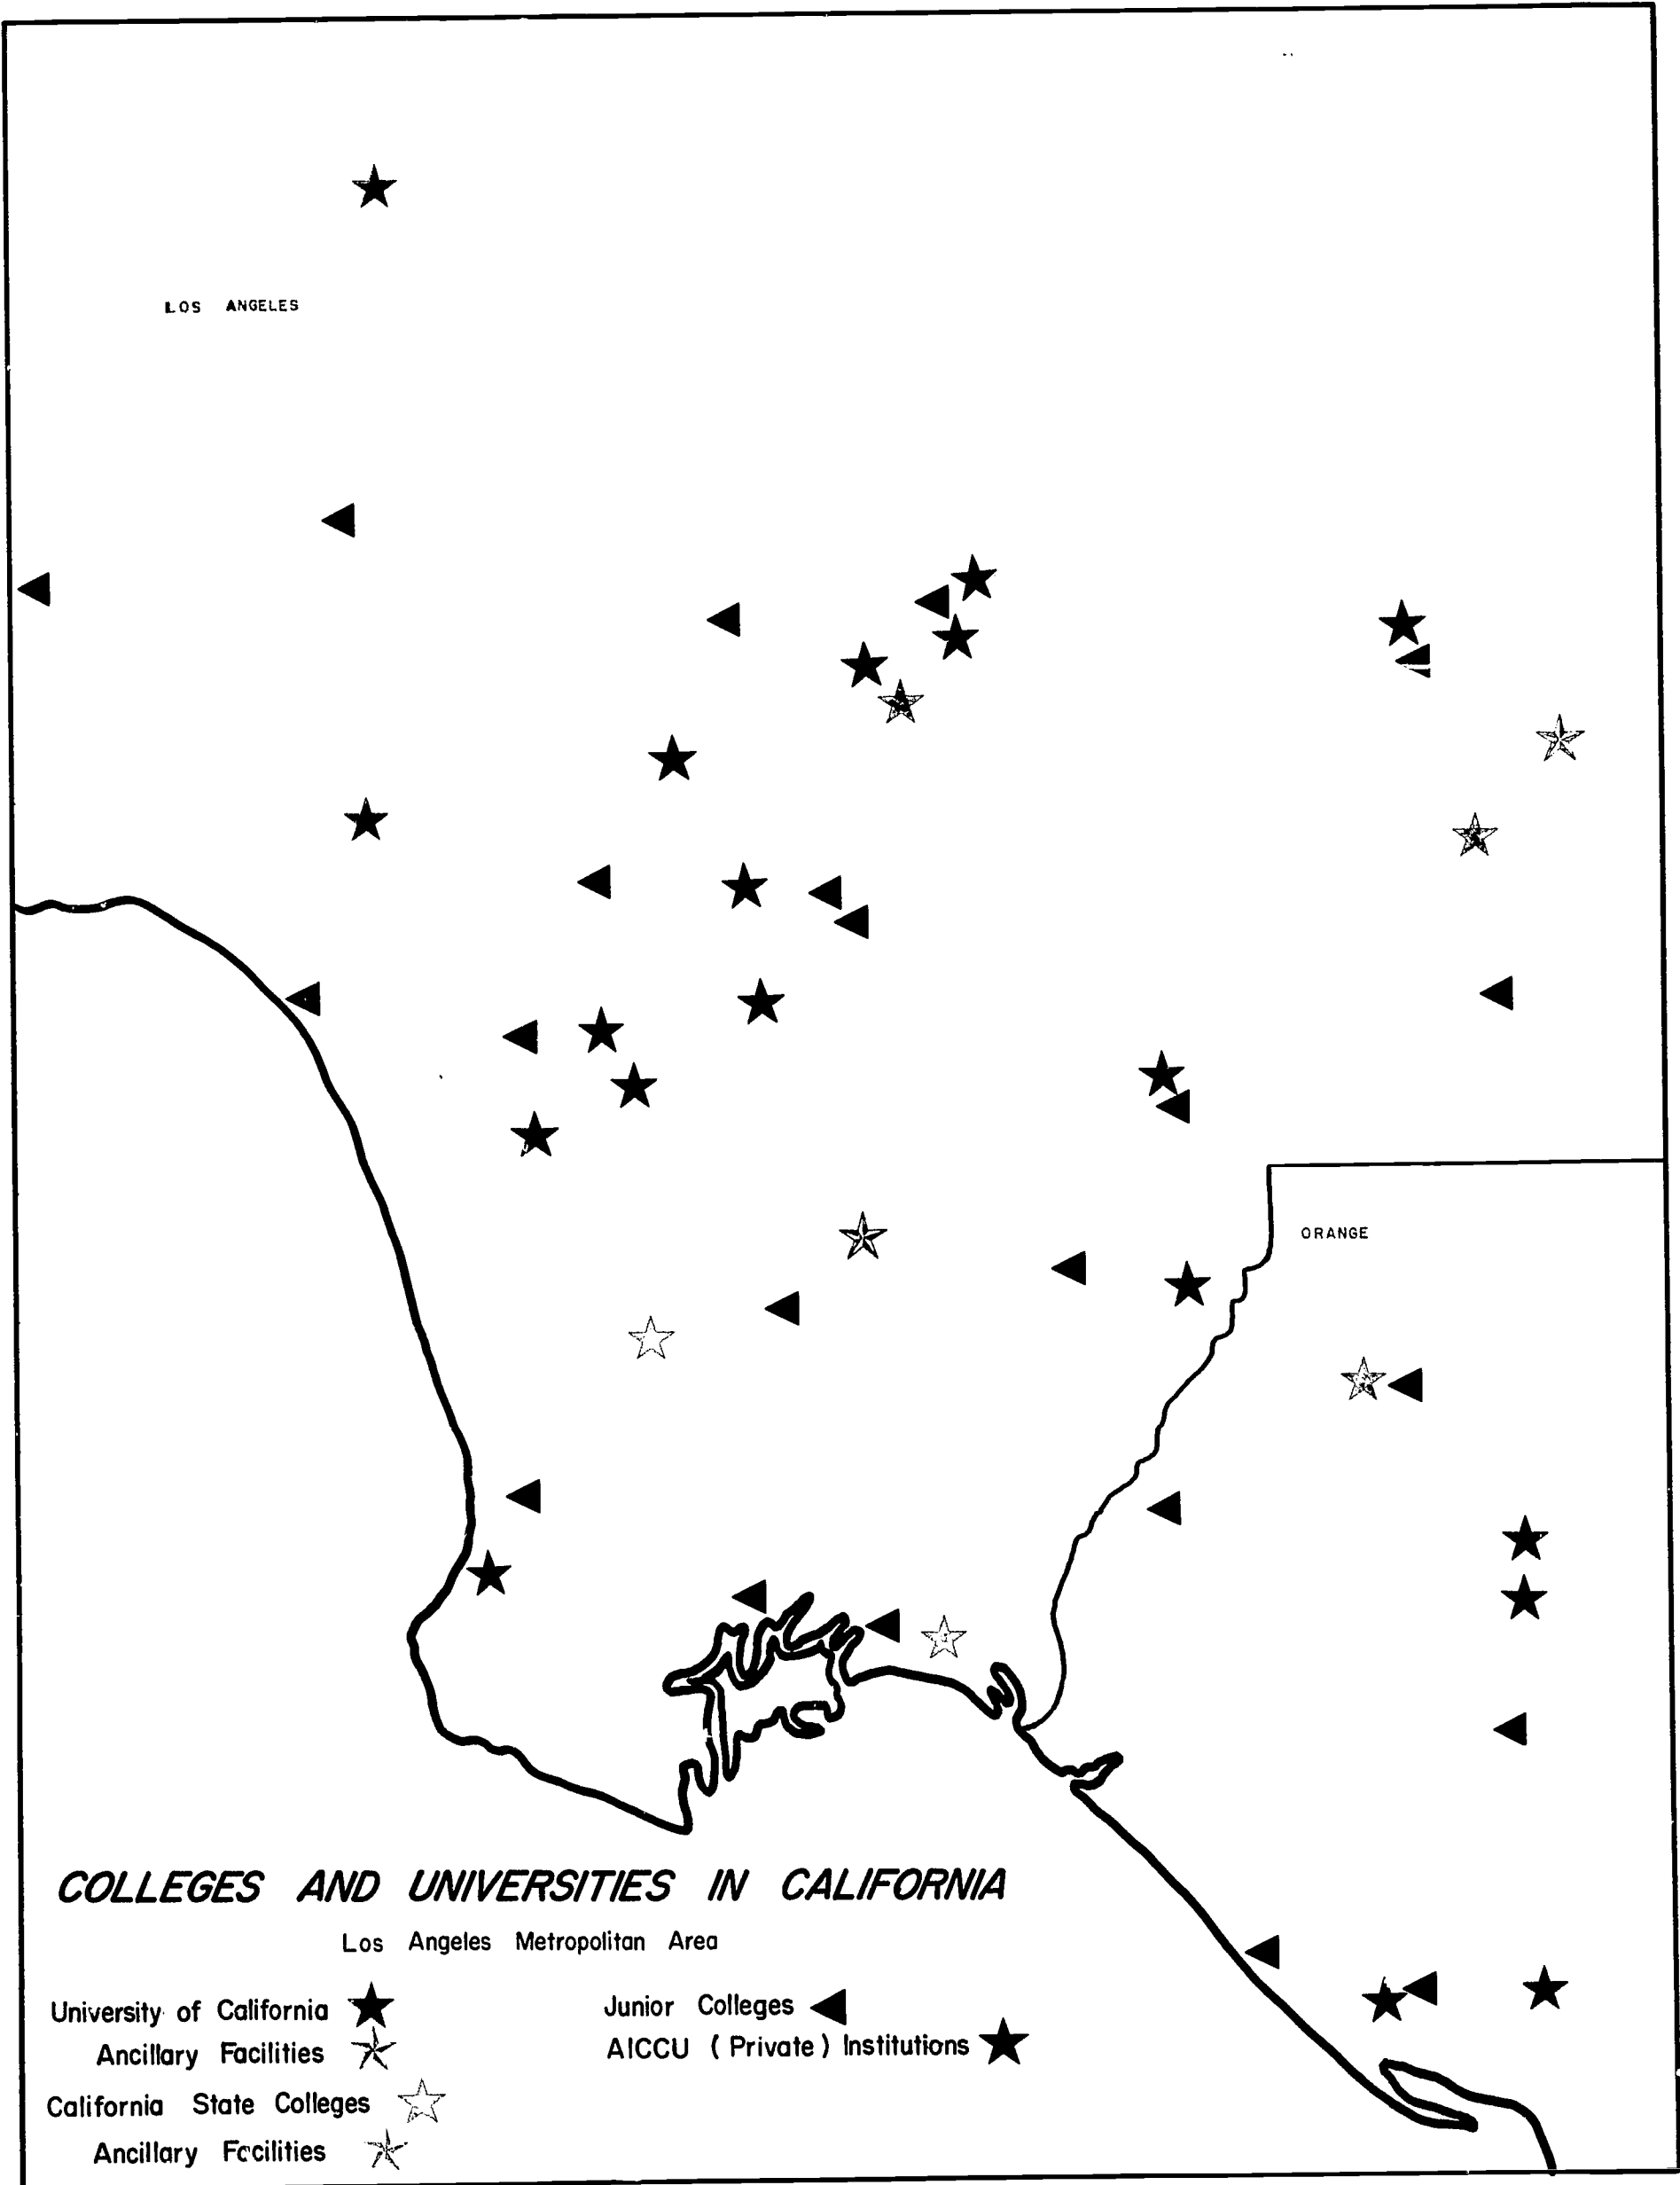 LOS ANGELES
ORANGE
COLLEGES AND UNIVERSITIES IN CALIFORNIA
Los Angeles Metropolitan Area
University of California
Ancillary Facilities
California State Colleges
Ancillary Facilities
Junior Colleges
AICCU ( Private ) Institutions